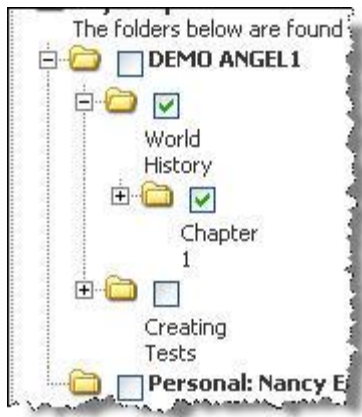 The folders below are found
DEMO ANGEL1
World
History
Chapter
1
Creating
Tests
Personal: Nancy E